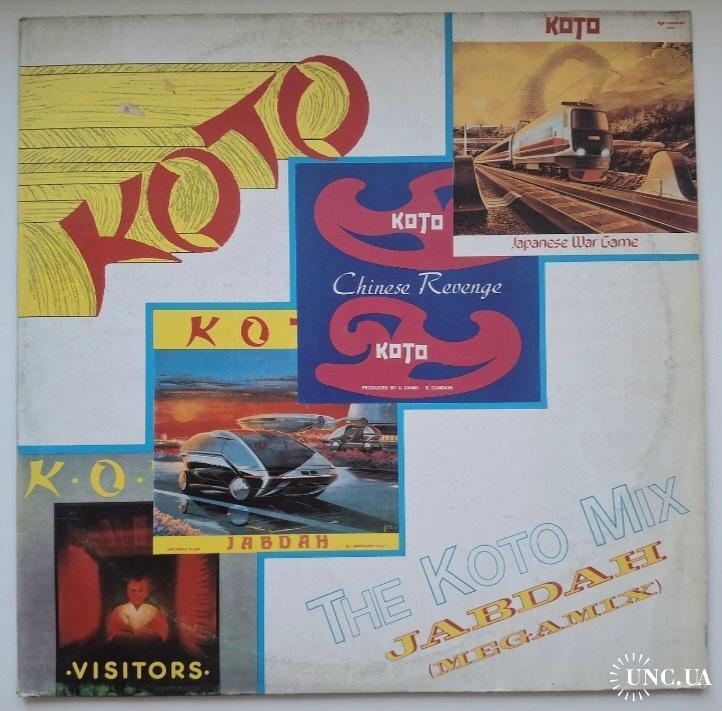 KOTO
KOTO
Japanese War Game
KOTO
Chinese Revenge
KOTO
PRODUCED BY A. ZANNI - S. CUNDARI
K O T
JABDAH
K·O·
·VISITORS·
THE KOTO MIX
JABDAH
(MEGAMIX)
UNC.UA